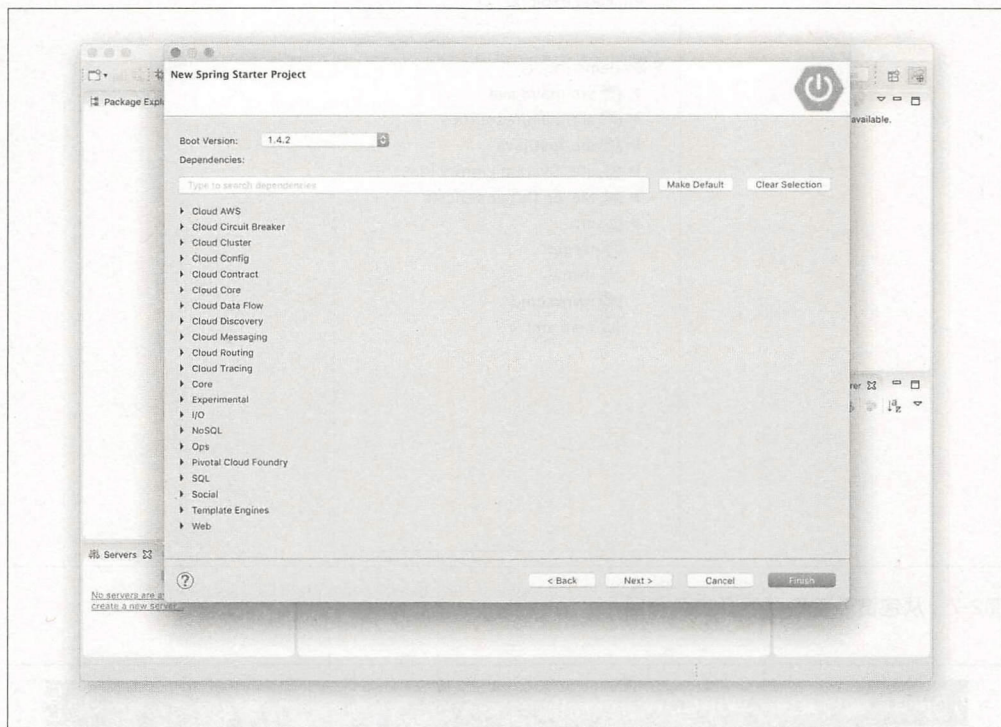 New Spring Starter Project
Package Expl
available.
Boot Version: 1.4.2
Dependencies:
Type to search dependencies
Make Default
Clear Selection
Cloud AWS
Cloud Circuit Breaker
Cloud Cluster
Cloud Config
Cloud Contract
Cloud Core
Cloud Data Flow
Cloud Discovery
Cloud Messaging
Cloud Routing
Cloud Tracing
Core
Experimental
I/O
NoSQL
Ops
Pivotal Cloud Foundry
SQL
Social
Template Engines
Web
Servers
No servers are a
create a new server...
< Back
Next >
Cancel
Finish